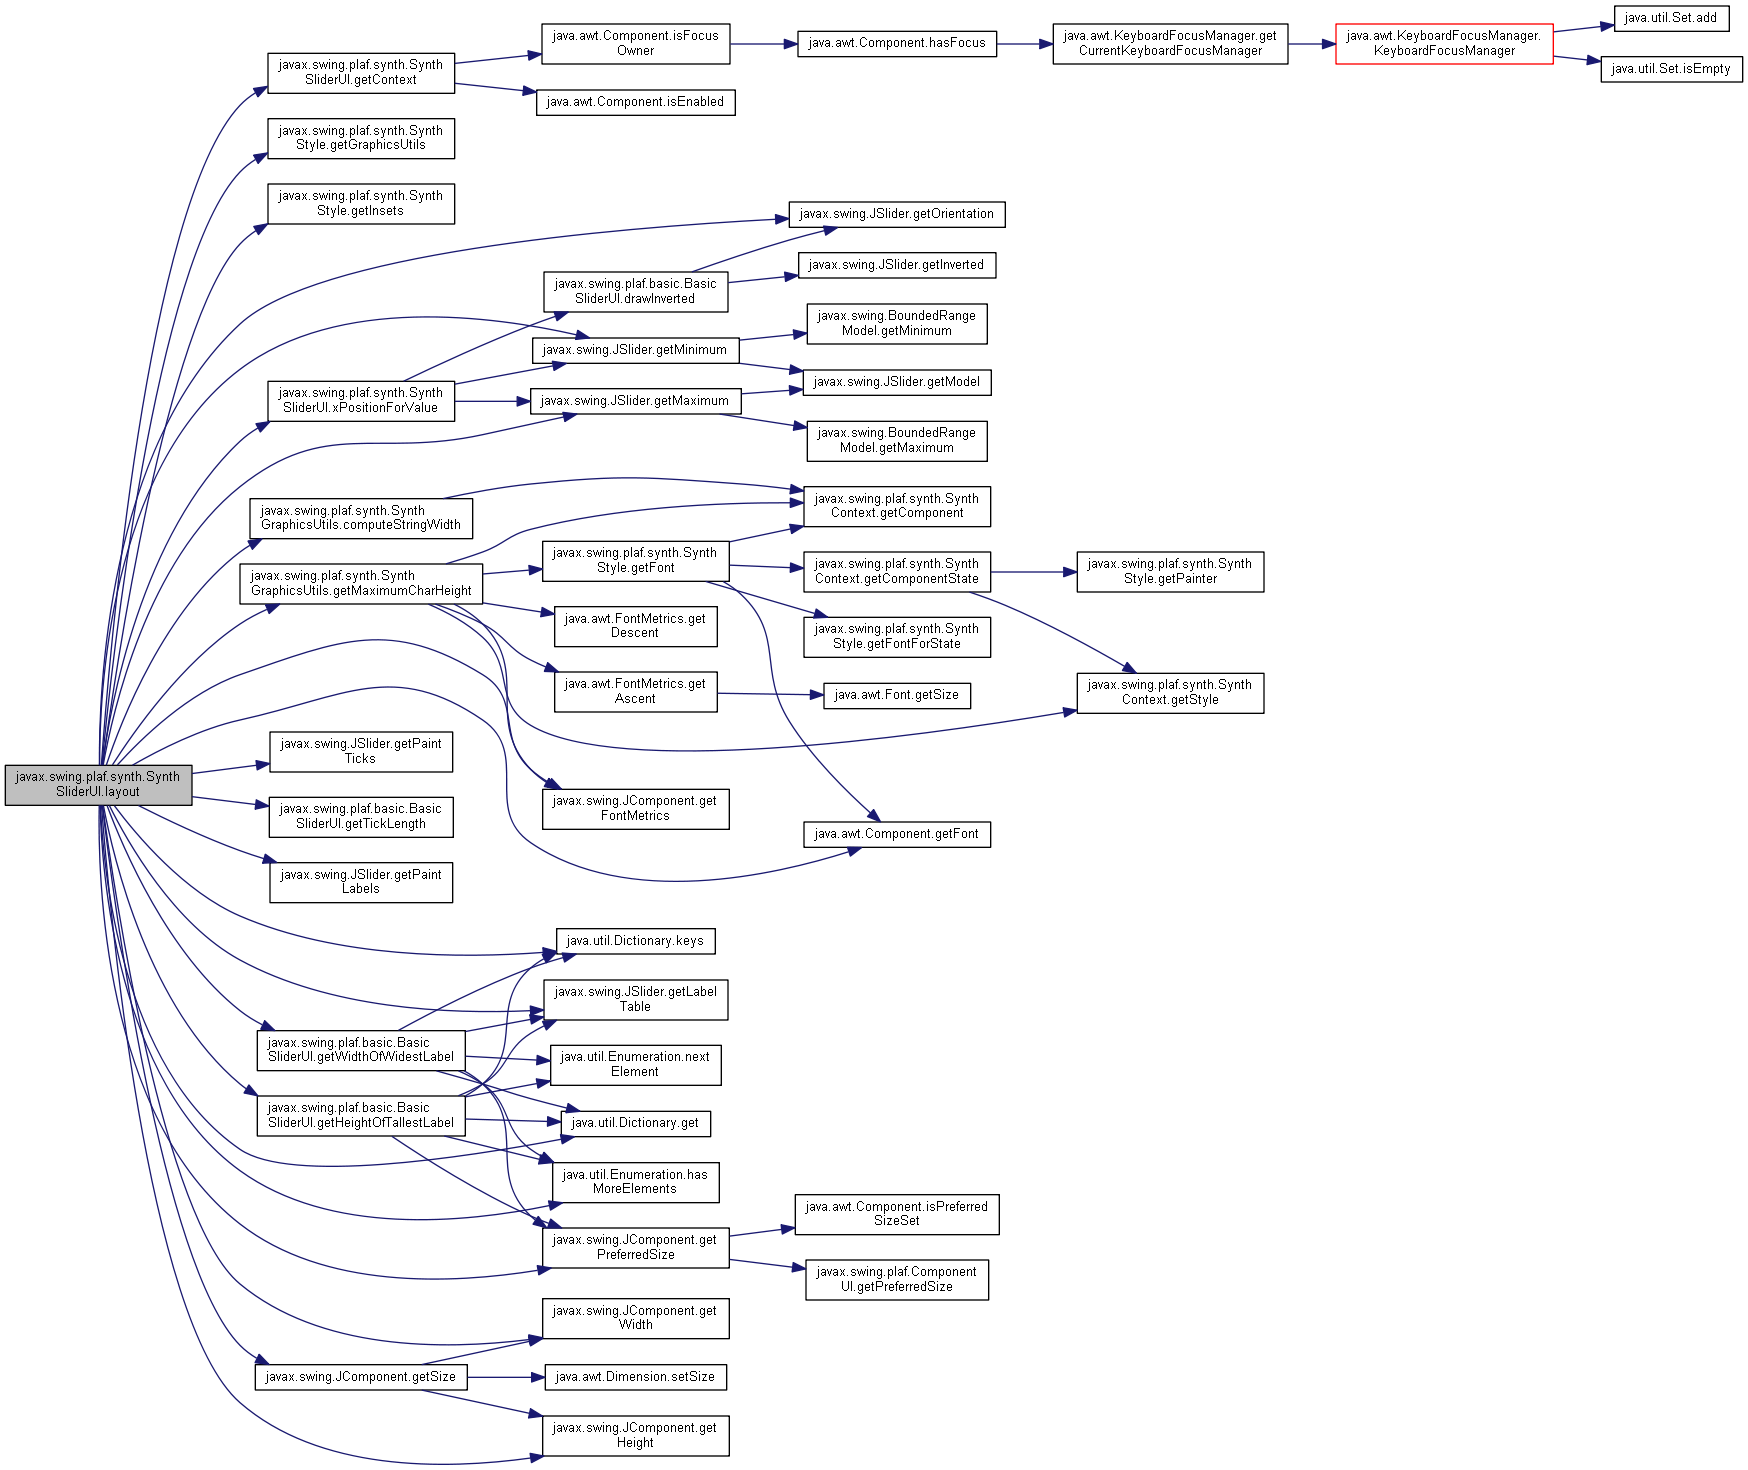 java.util.Set.add
java.awt.Component.isFocus
Owner
java.awt.Component.hasFocus
java.awt.KeyboardFocusManager.get
CurrentKeyboardFocusManager
java.awt.KeyboardFocusManager.
KeyboardFocusManager
java.util.Set.isEmpty
javax.swing.plaf.synth.Synth
SliderUI.getContext
java.awt.Component.isEnabled
javax.swing.plaf.synth.Synth
Style.getGraphicsUtils
javax.swing.plaf.synth.Synth
Style.getInsets
javax.swing.JSlider.getOrientation
javax.swing.JSlider.getInverted
javax.swing.plaf.basic.Basic
SliderUI.drawInverted
javax.swing.BoundedRange
Model.getMinimum
javax.swing.JSlider.getMinimum
javax.swing.JSlider.getModel
javax.swing.plaf.synth.Synth
SliderUI.xPositionForValue
javax.swing.JSlider.getMaximum
javax.swing.BoundedRange
Model.getMaximum
javax.swing.plaf.synth.Synth
GraphicsUtils.computeStringWidth
javax.swing.plaf.synth.Synth
Context.getComponent
javax.swing.plaf.synth.Synth
Style.getFont
javax.swing.plaf.synth.Synth
Context.getComponentState
javax.swing.plaf.synth.Synth
Style.getPainter
javax.swing.plaf.synth.Synth
GraphicsUtils.getMaximumCharHeight
java.awt.FontMetrics.get
Descent
javax.swing.plaf.synth.Synth
Style.getFontForState
java.awt.FontMetrics.get
Ascent
java.awt.Font.getSize
javax.swing.plaf.synth.Synth
Context.getStyle
javax.swing.JSlider.getPaint
Ticks
javax.swing.plaf.synth.Synth
SliderUI.layout
javax.swing.plaf.basic.Basic
SliderUI.getTickLength
javax.swing.JComponent.get
FontMetrics
java.awt.Component.getFont
javax.swing.JSlider.getPaint
Labels
java.util.Dictionary.keys
javax.swing.JSlider.getLabel
Table
javax.swing.plaf.basic.Basic
SliderUI.getWidthOfWidestLabel
java.util.Enumeration.next
Element
javax.swing.plaf.basic.Basic
SliderUI.getHeightOfTallestLabel
java.util.Dictionary.get
java.util.Enumeration.has
MoreElements
java.awt.Component.isPreferred
SizeSet
javax.swing.JComponent.get
PreferredSize
javax.swing.plaf.Component
UI.getPreferredSize
javax.swing.JComponent.get
Width
javax.swing.JComponent.getSize
java.awt.Dimension.setSize
javax.swing.JComponent.get
Height